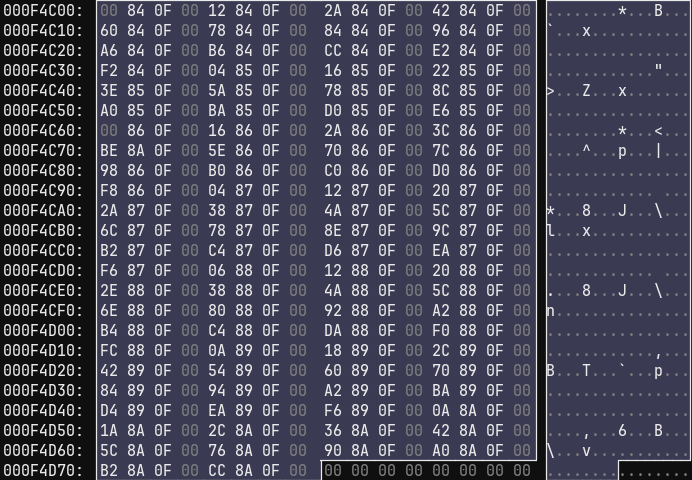 000F4C00: 00 84 0F 00 12 84 0F 00 2A 84 0F 00 42 84 0F 00 ........*...B...
000F4C10: 60 84 0F 00 78 84 0F 00 84 84 0F 00 96 84 0F 00 `...x...........
000F4C20: A6 84 0F 00 B6 84 0F 00 CC 84 0F 00 E2 84 0F 00 ................
000F4C30: F2 84 0F 00 04 85 0F 00 16 85 0F 00 22 85 0F 00 ............"...
000F4C40: 3E 85 0F 00 5A 85 0F 00 78 85 0F 00 8C 85 0F 00 >...Z...x.......
000F4C50: A0 85 0F 00 BA 85 0F 00 D0 85 0F 00 E6 85 0F 00 ................
000F4C60: 00 86 0F 00 16 86 0F 00 2A 86 0F 00 3C 86 0F 00 ........*...<...
000F4C70: BE 8A 0F 00 5E 86 0F 00 70 86 0F 00 7C 86 0F 00 ....^...p...|...
000F4C80: 98 86 0F 00 B0 86 0F 00 C0 86 0F 00 D0 86 0F 00 ................
000F4C90: F8 86 0F 00 04 87 0F 00 12 87 0F 00 20 87 0F 00 ............ ...
000F4CA0: 2A 87 0F 00 38 87 0F 00 4A 87 0F 00 5C 87 0F 00 *...8...J...\...
000F4CB0: 6C 87 0F 00 78 87 0F 00 8E 87 0F 00 9C 87 0F 00 l...x...........
000F4CC0: B2 87 0F 00 C4 87 0F 00 D6 87 0F 00 EA 87 0F 00 ................
000F4CD0: F6 87 0F 00 06 88 0F 00 12 88 0F 00 20 88 0F 00 ............ ...
000F4CE0: 2E 88 0F 00 38 88 0F 00 4A 88 0F 00 5C 88 0F 00 ....8...J...\...
000F4CF0: 6E 88 0F 00 80 88 0F 00 92 88 0F 00 A2 88 0F 00 n...............
000F4D00: B4 88 0F 00 C4 88 0F 00 DA 88 0F 00 F0 88 0F 00 ................
000F4D10: FC 88 0F 00 0A 89 0F 00 18 89 0F 00 2C 89 0F 00 ............,...
000F4D20: 42 89 0F 00 54 89 0F 00 60 89 0F 00 70 89 0F 00 B...T...`...p...
000F4D30: 84 89 0F 00 94 89 0F 00 A2 89 0F 00 BA 89 0F 00 ................
000F4D40: D4 89 0F 00 EA 89 0F 00 F6 89 0F 00 0A 8A 0F 00 ................
000F4D50: 1A 8A 0F 00 2C 8A 0F 00 36 8A 0F 00 42 8A 0F 00 ....,...6...B...
000F4D60: 5C 8A 0F 00 76 8A 0F 00 90 8A 0F 00 A0 8A 0F 00 \...v...........
000F4D70: B2 8A 0F 00 CC 8A 0F 00 00 00 00 00 00 00 00 00 ................